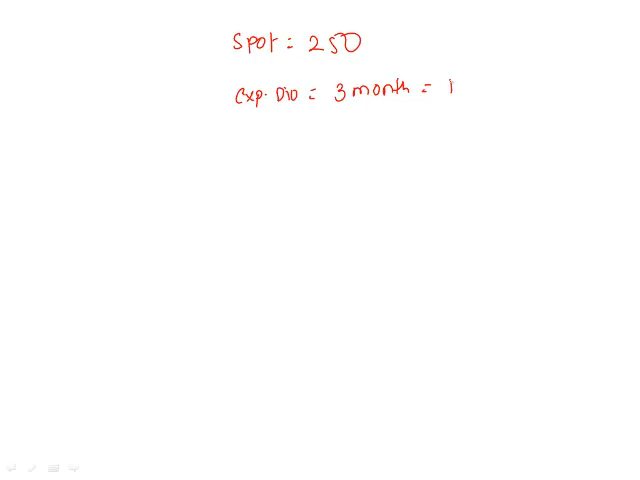 Spot = 250
Exp. Div = 3 month = 1